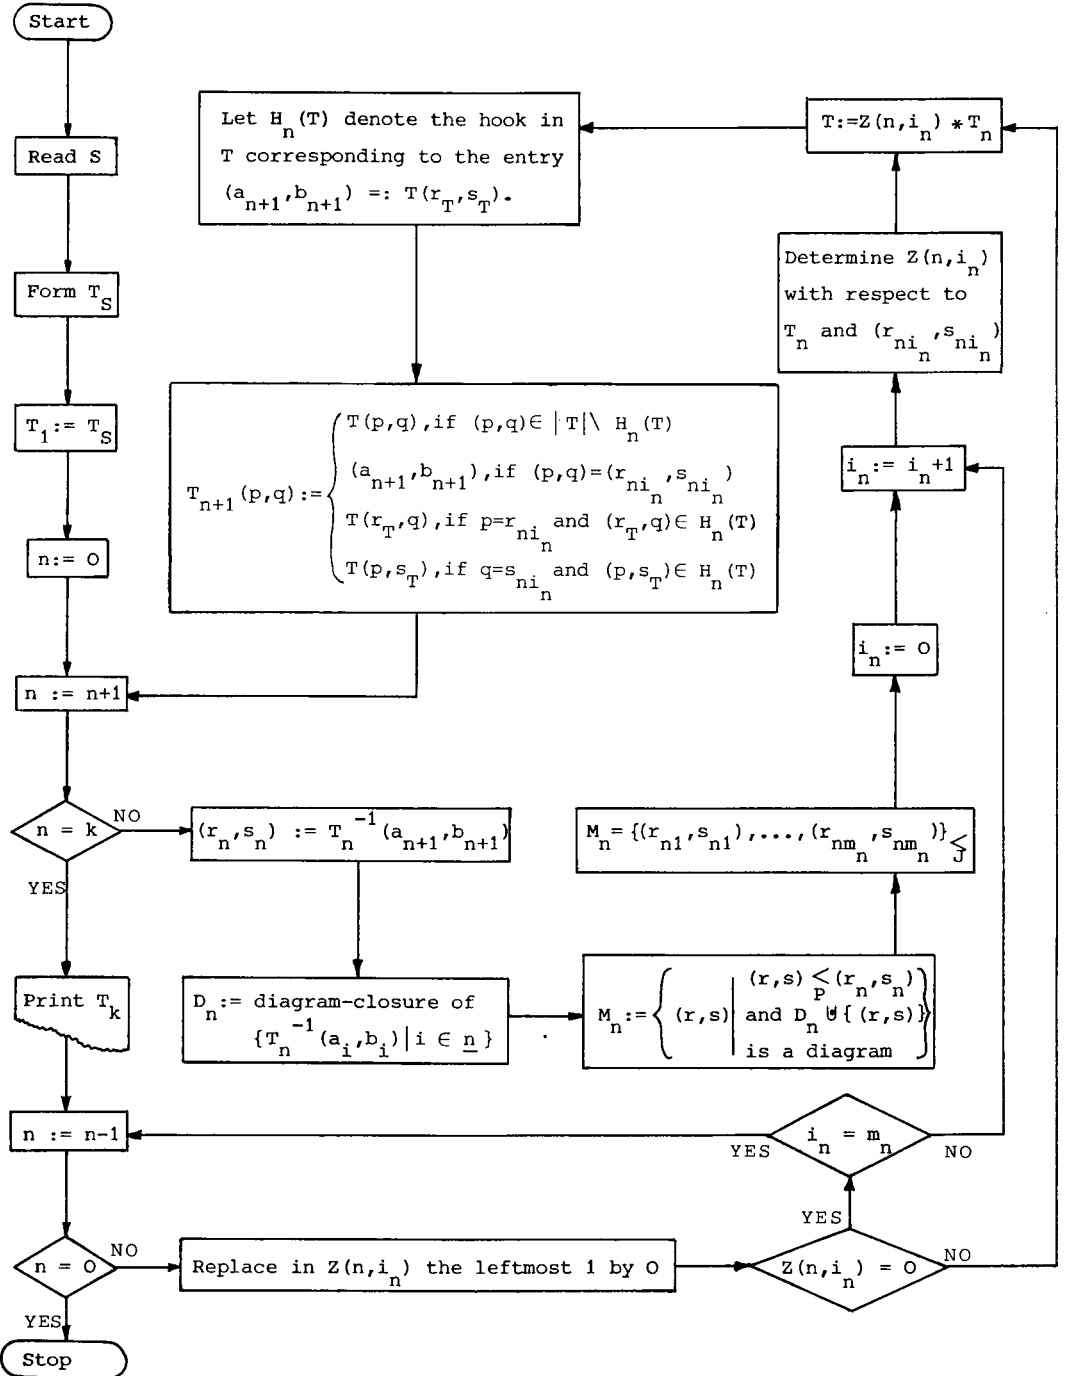 Start
Read S
Form T_S
T_1 := T_S
n := O
n := n+1
n = k
NO
YES
Print T_k
n := n-1
n = O
NO
YES
Stop
Let H_n(T) denote the hook in
T corresponding to the entry
(a_{n+1},b_{n+1}) =: T(r_T,s_T).
T_{n+1}(p,q) :=
T(p,q),if (p,q)∈ |T|\ H_n(T)
(a_{n+1},b_{n+1}),if (p,q)=(r_{ni_n},s_{ni_n})
T(r_T,q),if p=r_{ni_n} and (r_T,q)∈ H_n(T)
T(p,s_T),if q=s_{ni_n} and (p,s_T)∈ H_n(T)
(r_n,s_n) := T_n^{-1}(a_{n+1},b_{n+1})
D_n := diagram-closure of
{T_n^{-1}(a_i,b_i)|i ∈ n}
M_n := {(r,s)|
(r,s) ≤_P (r_n,s_n)
and D_n ⊎{(r,s)}
is a diagram}
M_n = {(r_{n1},s_{n1}),...,(r_{nm_n},s_{nm_n})}_{≤_J}
i_n := O
i_n := i_n+1
Determine Z(n,i_n)
with respect to
T_n and (r_{ni_n},s_{ni_n})
T:=Z(n,i_n) * T_n
Replace in Z(n,i_n) the leftmost 1 by O
Z(n,i_n) = O
NO
YES
i_n = m_n
YES
NO